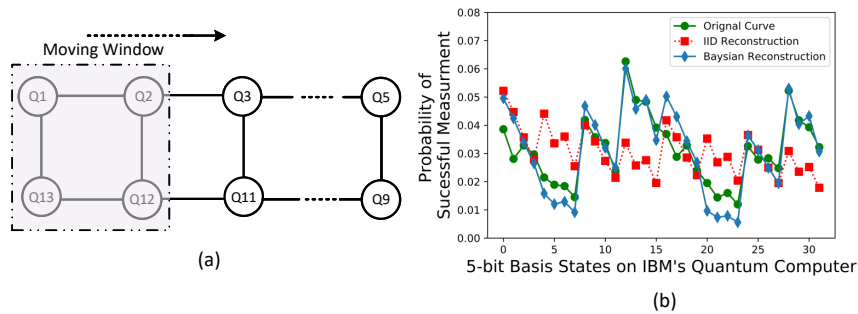 Moving Window
Q1
Q2
Q3
Q5
Q13
Q12
Q11
Q9
(a)
Probability of
Sucessful Measurment
0.08
0.07
0.06
0.05
0.04
0.03
0.02
0.01
0.00
Orignal Curve
IID Reconstruction
Baysian Reconstruction
0
5
10
15
20
25
30
5-bit Basis States on IBM's Quantum Computer
(b)